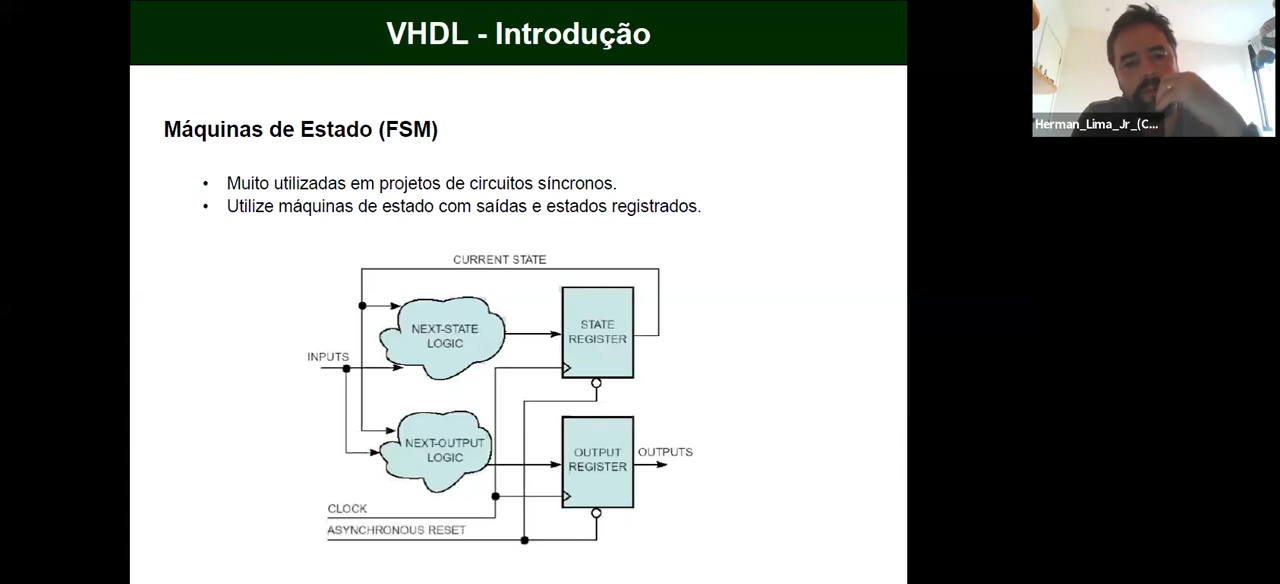 VHDL - Introdução
Herman_Lima_Jr_(C...
Máquinas de Estado (FSM)
• Muito utilizadas em projetos de circuitos síncronos.
• Utilize máquinas de estado com saídas e estados registrados.
CURRENT STATE
NEXT-STATE
LOGIC
STATE
REGISTER
INPUTS
NEXT-OUTPUT
LOGIC
OUTPUT
REGISTER
OUTPUTS
CLOCK
ASYNCHRONOUS RESET